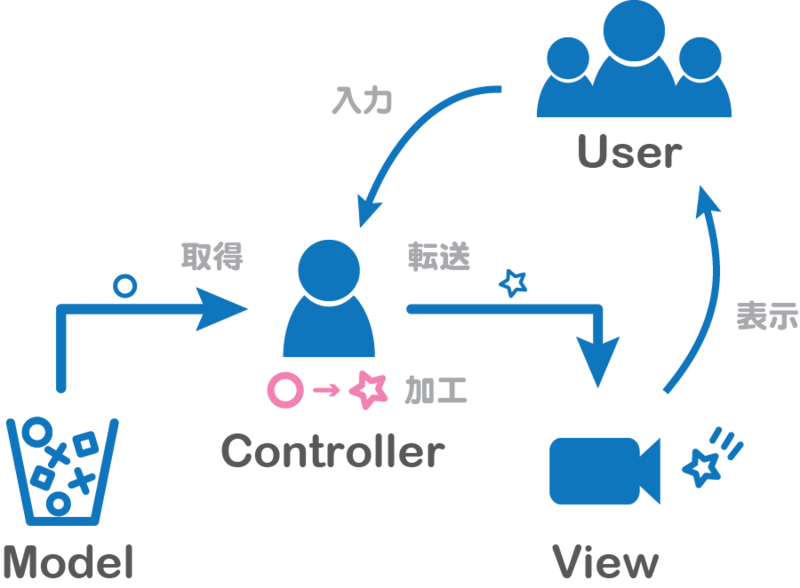 入力
User
取得
転送
表示
加工
Controller
Model
View